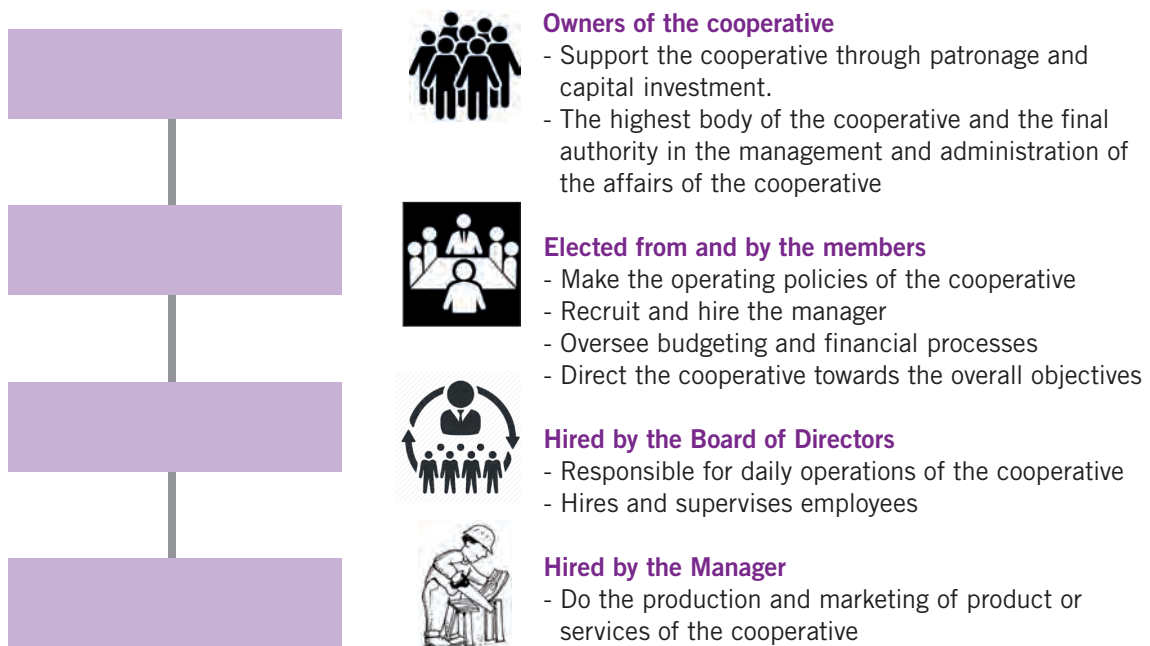 Owners of the cooperative
- Support the cooperative through patronage and
capital investment.
- The highest body of the cooperative and the final
authority in the management and administration of
the affairs of the cooperative
Elected from and by the members
- Make the operating policies of the cooperative
- Recruit and hire the manager
- Oversee budgeting and financial processes
- Direct the cooperative towards the overall objectives
Hired by the Board of Directors
- Responsible for daily operations of the cooperative
- Hires and supervises employees
Hired by the Manager
- Do the production and marketing of product or
services of the cooperative